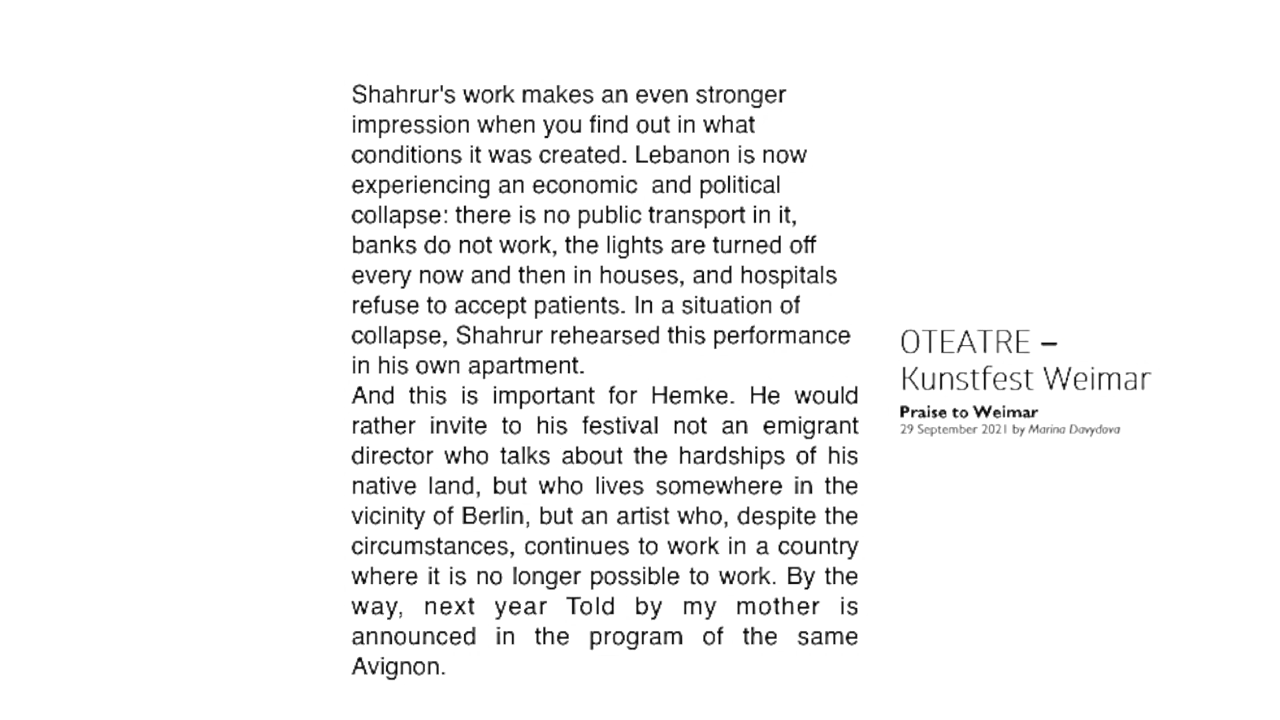 Shahrur's work makes an even stronger
impression when you find out in what
conditions it was created. Lebanon is now
experiencing an economic  and political
collapse: there is no public transport in it,
banks do not work, the lights are turned off
every now and then in houses, and hospitals
refuse to accept patients. In a situation of
collapse, Shahrur rehearsed this performance
in his own apartment.
And this is important for Hemke. He would
rather invite to his festival not an emigrant
director who talks about the hardships of his
native land, but who lives somewhere in the
vicinity of Berlin, but an artist who, despite the
circumstances, continues to work in a country
where it is no longer possible to work. By the
way, next year Told by my mother is
announced in the program of the same
Avignon.
OTEATRE –
Kunstfest Weimar
Praise to Weimar
29 September 2021 by Marina Davydova